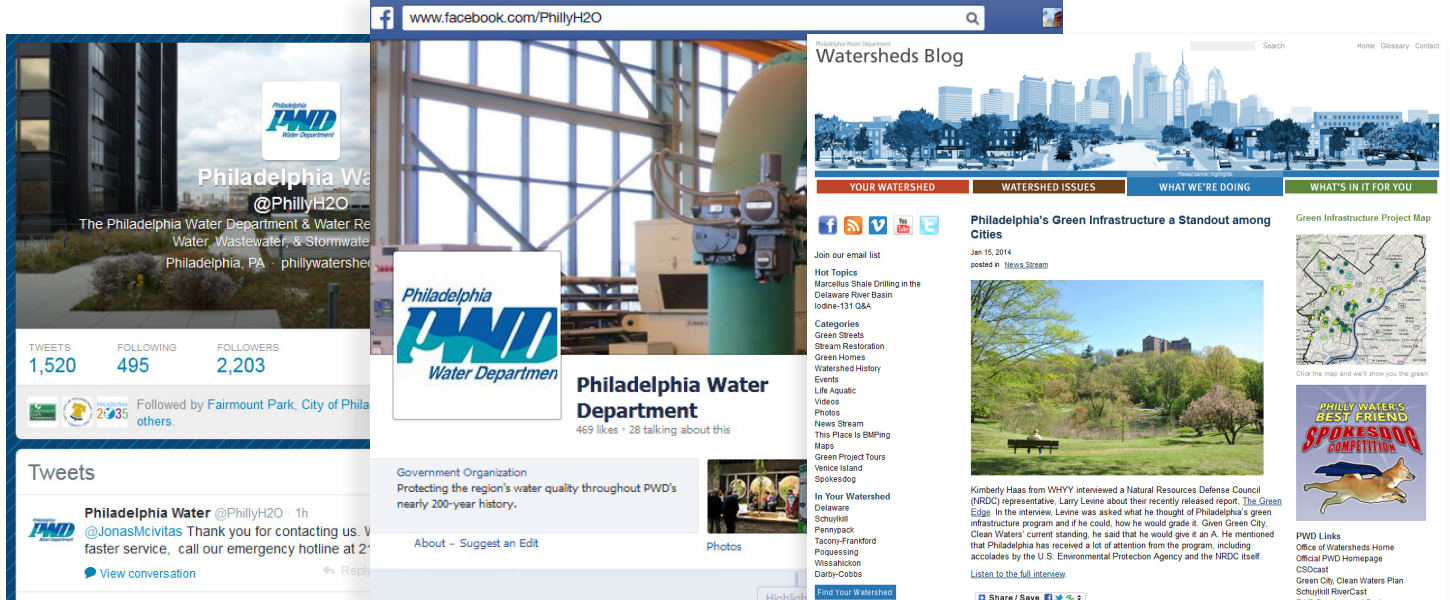 Philadelphia
PWD
Water Department
Philadelphia Wa
@PhillyH2O
The Philadelphia Water Department & Water Re
Water, Wastewater, & Stormwate
Philadelphia, PA · phillywatershed
TWEETS
FOLLOWING
FOLLOWERS
1,520
495
2,203
Followed by Fairmount Park, City of Phila
others.
Tweets
Philadelphia Water @PhillyH2O · 1h
@JonasMcivitas Thank you for contacting us. W
faster service, call our emergency hotline at 21
View conversation
Reply
www.facebook.com/PhillyH2O
Philadelphia
PWD
Water Departmen
Philadelphia Water
Department
469 likes · 28 talking about this
Government Organization
Protecting the region's water quality throughout PWD's
nearly 200-year history.
About – Suggest an Edit
Photos
Highligh
Philadelphia Water Department
Watersheds Blog
Search
Home Glossary Contact
Reveal banner highlights
YOUR WATERSHED
WATERSHED ISSUES
WHAT WE'RE DOING
WHAT'S IN IT FOR YOU
Join our email list
Hot Topics
Marcellus Shale Drilling in the
Delaware River Basin
Iodine-131 Q&A
Categories
Green Streets
Stream Restoration
Green Homes
Watershed History
Events
Life Aquatic
Videos
Photos
News Stream
This Place Is BMPing
Maps
Green Project Tours
Venice Island
Spokesdog
In Your Watershed
Delaware
Schuylkill
Pennypack
Tacony-Frankford
Poquessing
Wissahickon
Darby-Cobbs
Find Your Watershed
Philadelphia's Green Infrastructure a Standout among
Cities
Jan 15, 2014
posted in News Stream
Kimberly Haas from WHYY interviewed a Natural Resources Defense Council
(NRDC) representative, Larry Levine about their recently released report, The Green
Edge. In the interview, Levine was asked what he thought of Philadelphia's green
infrastructure program and if he could, how he would grade it. Given Green City,
Clean Waters' current standing, he said that he would give it an A. He mentioned
that Philadelphia has received a lot of attention from the program, including
accolades by the U.S. Environmental Protection Agency and the NRDC itself.
Listen to the full interview.
Share / Save
Green Infrastructure Project Map
Click the map and we'll show you the green
PHILLY WATER'S
BEST FRIEND
SPOKESDOG
COMPETITION
PWD Links
Office of Watersheds Home
Official PWD Homepage
CSOcast
Green City, Clean Waters Plan
Schuylkill RiverCast